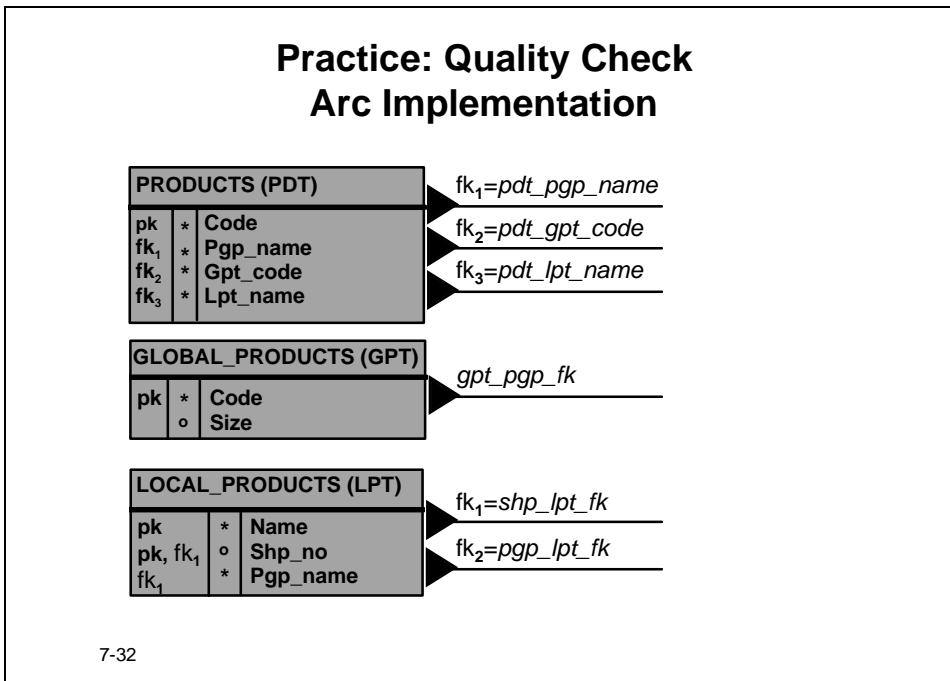 Practice: Quality Check
Arc Implementation
PRODUCTS (PDT)
pk * Code
fk1 * Pgp_name
fk2 * Gpt_code
fk3 * Lpt_name
fk1=pdt_pgp_name
fk2=pdt_gpt_code
fk3=pdt_lpt_name
GLOBAL_PRODUCTS (GPT)
pk * Code
o Size
gpt_pgp_fk
LOCAL_PRODUCTS (LPT)
pk * Name
pk, fk1 o Shp_no
fk1 * Pgp_name
fk1=shp_lpt_fk
fk2=pgp_lpt_fk
7-32